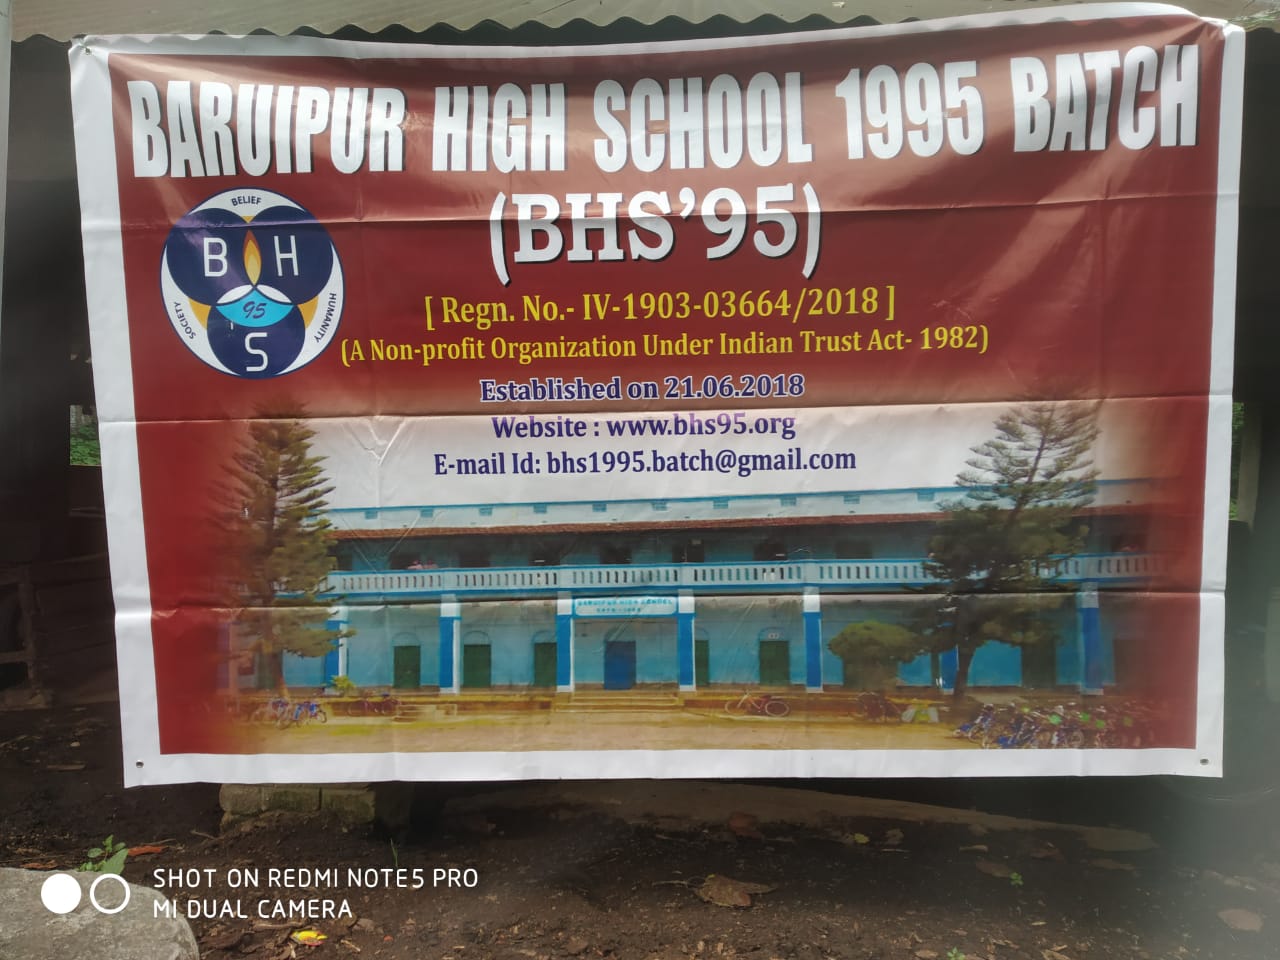 BARUIPUR HIGH SCHOOL 1995 BATCH
(BHS’95)
BELIEF
B H
95
S
SOCIETY
HUMANITY
[ Regn. No.- IV-1903-03664/2018 ]
(A Non-profit Organization Under Indian Trust Act- 1982)
Established on 21.06.2018
Website : www.bhs95.org
E-mail Id: bhs1995.batch@gmail.com
BARUIPUR HIGH SCHOOL
SHOT ON REDMI NOTE5 PRO
MI DUAL CAMERA